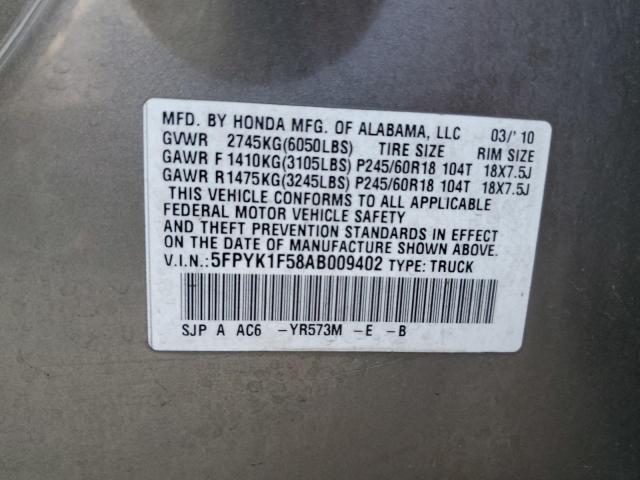 MFD. BY HONDA MFG. OF ALABAMA, LLC 03/'10
GVWR 2745KG(6050LBS) TIRE SIZE RIM SIZE
GAWR F1410KG(3105LBS) P245/60R18 104T 18X7.5J
GAWR R1475KG(3245LBS) P245/60R18 104T 18X7.5J
THIS VEHICLE CONFORMS TO ALL APPLICABLE
FEDERAL MOTOR VEHICLE SAFETY
AND THEFT PREVENTION STANDARDS IN EFFECT
ON THE DATE OF MANUFACTURE SHOWN ABOVE.
V.I.N.:5FPYK1F58AB009402 TYPE: TRUCK
SJP A AC6 -YR573M -E -B